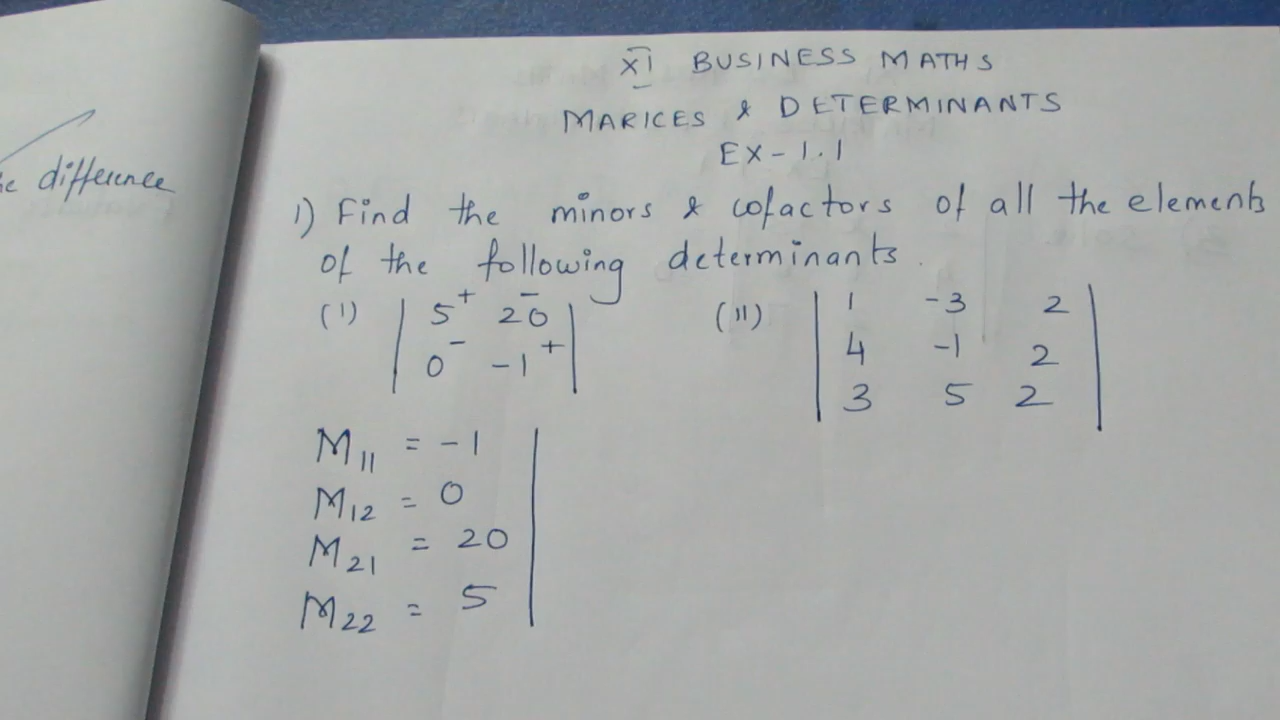 XI BUSINESS MATHS
MARICES & DETERMINANTS
EX-1.1
difference
1) Find the minors & cofactors of all the elements
of the following determinants.
(i) | 5⁺ 20⁻ | (ii) | 1 -3 2 |
| 0⁻ -1⁺ | | 4 -1 2 |
| 3 5 2 |
M₁₁ = -1
M₁₂ = 0
M₂₁ = 20
M₂₂ = 5